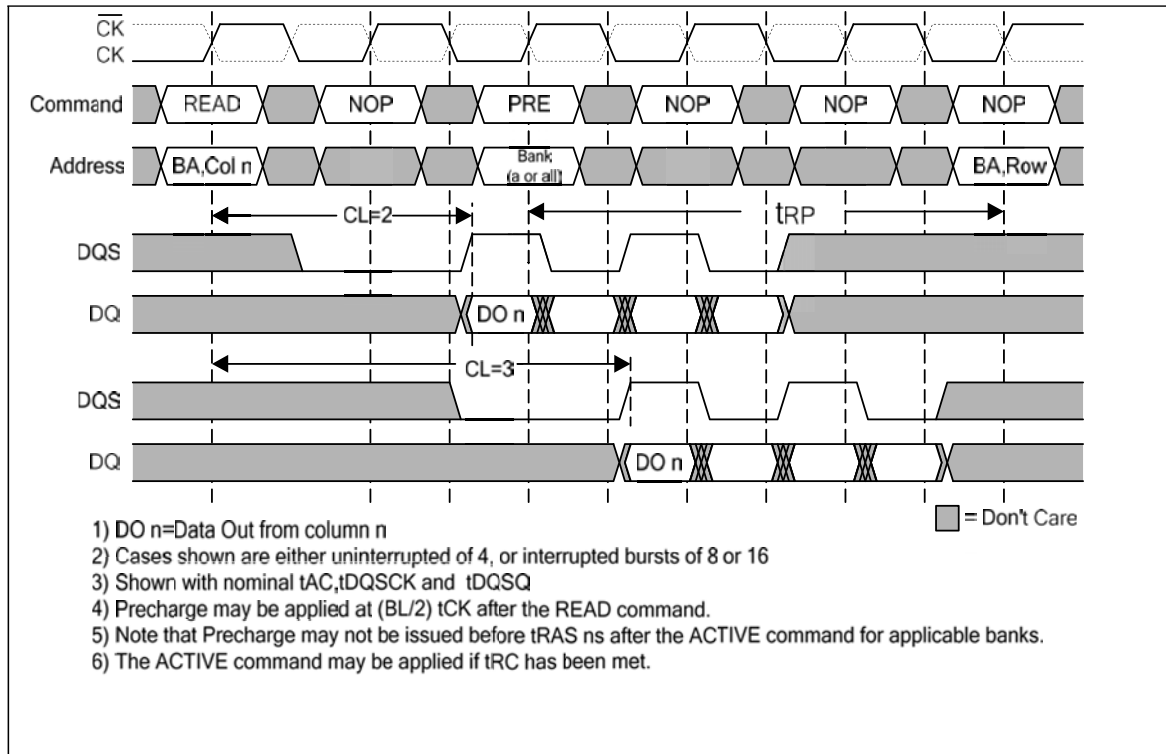 CK
CK
Command READ NOP PRE NOP NOP NOP
Address BA,Col n Bank (a or all) BA,Row
CL=2 tRP
DQS
DQ DO n
CL=3
DQS
DQ DO n
= Don't Care
1) DO n=Data Out from column n
2) Cases shown are either uninterrupted of 4, or interrupted bursts of 8 or 16
3) Shown with nominal tAC,tDQSCK and tDQSQ
4) Precharge may be applied at (BL/2) tCK after the READ command.
5) Note that Precharge may not be issued before tRAS ns after the ACTIVE command for applicable banks.
6) The ACTIVE command may be applied if tRC has been met.